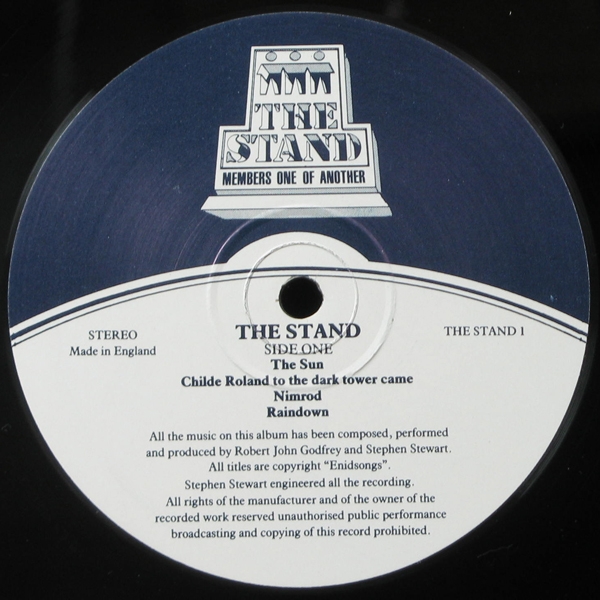 THE
STAND
MEMBERS ONE OF ANOTHER
STEREO
Made in England
THE STAND 1
THE STAND
SIDE ONE
The Sun
Childe Roland to the dark tower came
Nimrod
Raindown
All the music on this album has been composed, performed
and produced by Robert John Godfrey and Stephen Stewart.
All titles are copyright “Enidsongs”.
Stephen Stewart engineered all the recording.
All rights of the manufacturer and of the owner of the
recorded work reserved unauthorised public performance
broadcasting and copying of this record prohibited.